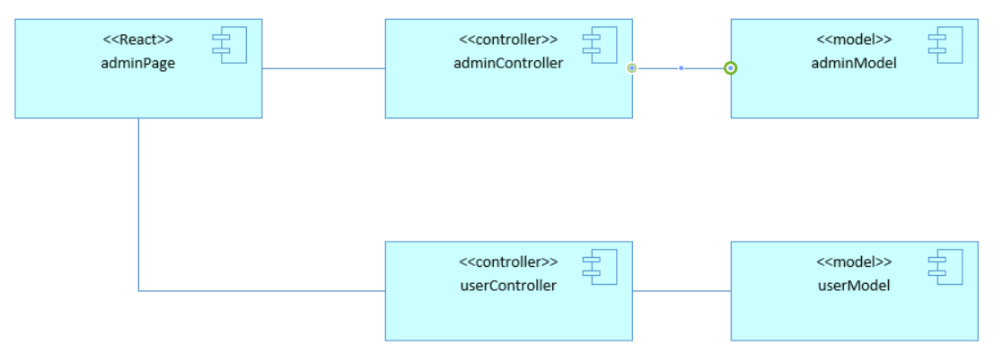 <<React>>
adminPage
<<controller>>
adminController
<<model>>
adminModel
<<controller>>
userController
<<model>>
userModel